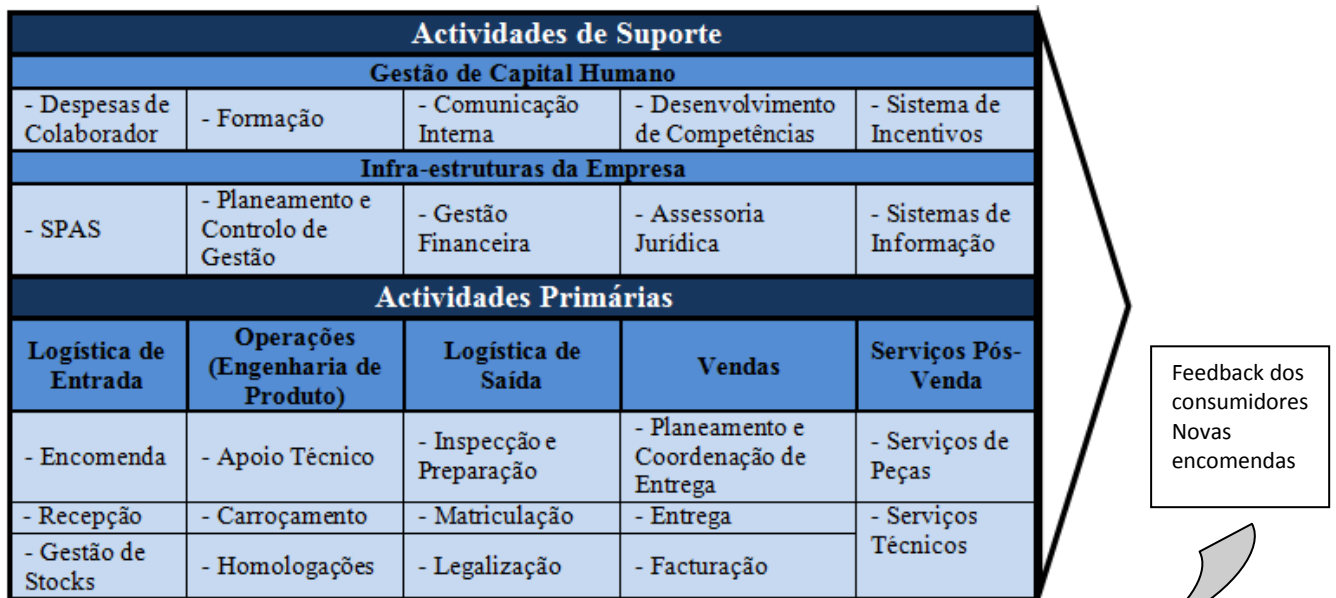 Actividades de Suporte
Gestão de Capital Humano
- Despesas de
Colaborador
- Formação
- Comunicação
Interna
- Desenvolvimento
de Competências
- Sistema de
Incentivos
Infra-estruturas da Empresa
- SPAS
- Planeamento e
Controlo de
Gestão
- Gestão
Financeira
- Assessoria
Jurídica
- Sistemas de
Informação
Actividades Primárias
Logística de
Entrada
Operações
(Engenharia de
Produto)
Logística de
Saída
Vendas
Serviços Pós-
Venda
- Encomenda
- Apoio Técnico
- Inspecção e
Preparação
- Planeamento e
Coordenação de
Entrega
- Serviços de
Peças
- Recepção
- Carroçamento
- Matriculação
- Entrega
- Serviços
Técnicos
- Gestão de
Stocks
- Homologações
- Legalização
- Facturação
Feedback dos
consumidores
Novas
encomendas